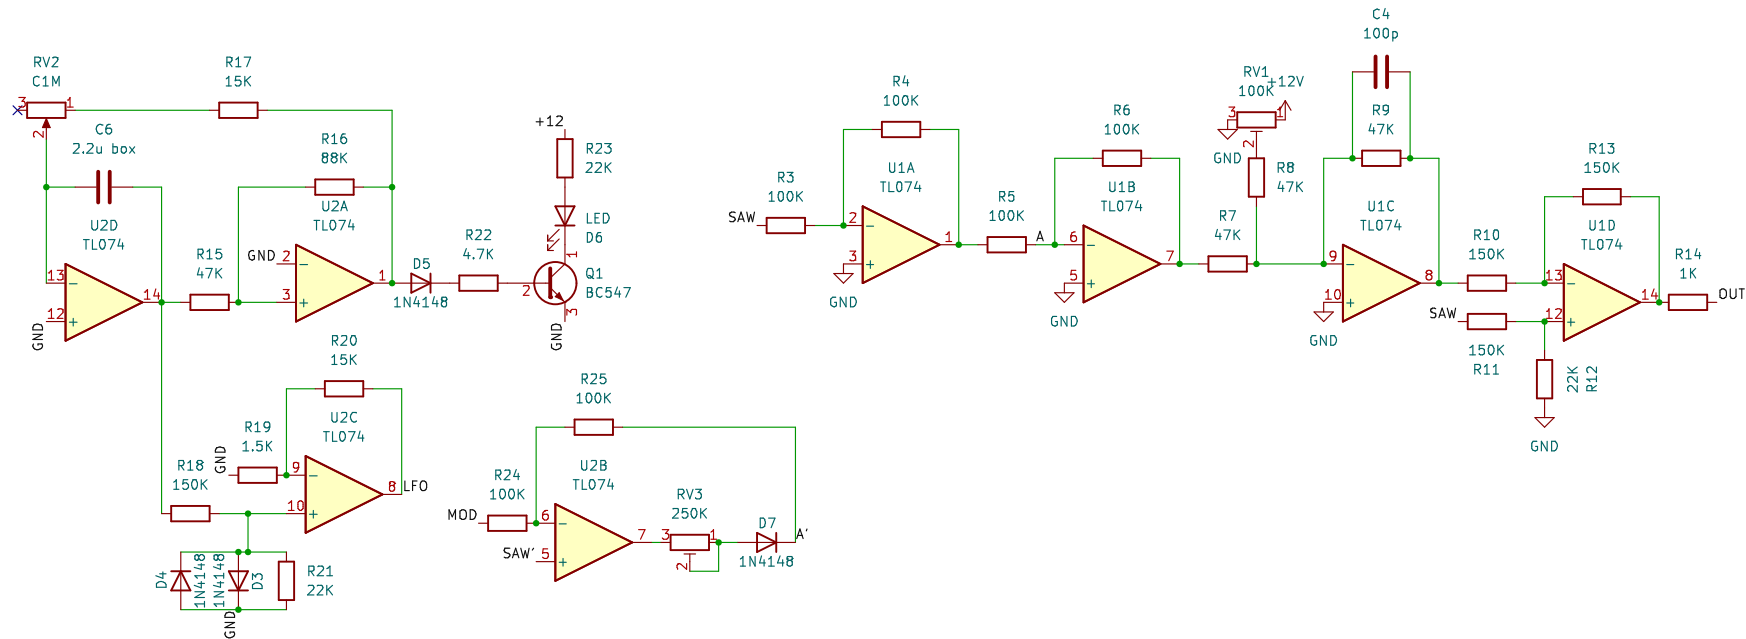 RV2
C1M
3
1
2
R17
15K
C6
2.2u box
R16
88K
U2D
TL074
U2A
TL074
13
12
14
GND
R15
47K
GND
2
3
1
D5
1N4148
R22
4.7K
+12
R23
22K
LED
D6
1
2
3
Q1
BC547
GND
R20
15K
U2C
TL074
R19
1.5K
GND
9
10
8
LFO
R18
150K
D4
1N4148
1N4148
D3
R21
22K
GND
R25
100K
U2B
TL074
R24
100K
MOD
6
SAW'
5
7
RV3
250K
3
1
2
D7
1N4148
A'
R4
100K
U1A
TL074
R3
100K
SAW
2
3
1
GND
R5
100K
A
R6
100K
U1B
TL074
6
5
7
GND
R7
47K
RV1
100K
+12V
3
1
2
GND
R8
47K
C4
100p
R9
47K
U1C
TL074
9
10
8
GND
R10
150K
SAW
150K
R11
R13
150K
U1D
TL074
13
12
14
22K
R12
GND
R14
1K
OUT